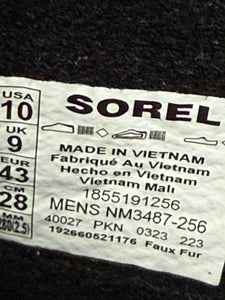 USA
10
UK
9
EUR
43
CM
28
MM
280(2.5)
SOREL
MADE IN VIETNAM
Fabriqué Au Vietnam
Hecho en Vietnam
Vietnam Malı
1855191256
MENS NM3487-256
40027 PKN 0323 223
192660521176 Faux Fur